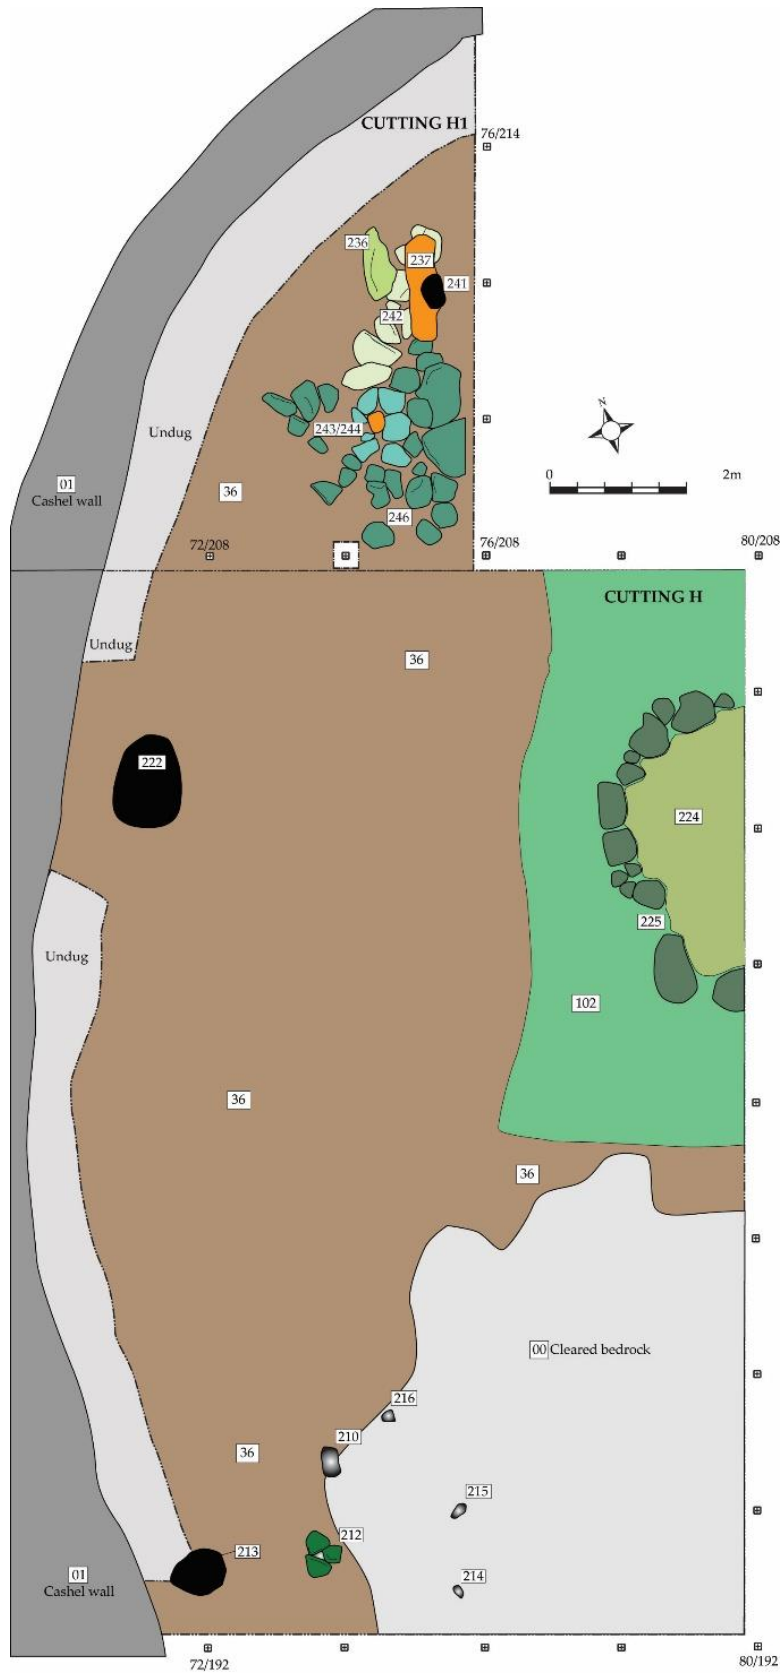 CUTTING H1
76/214
236
237
241
242
N
Undug
243/244
0 2m
01
Cashel wall
36
246
72/208
76/208
80/208
CUTTING H
Undug
36
222
224
225
Undug
102
36
36
00 Cleared bedrock
216
210
36
215
212
213
214
01
Cashel wall
72/192
80/192